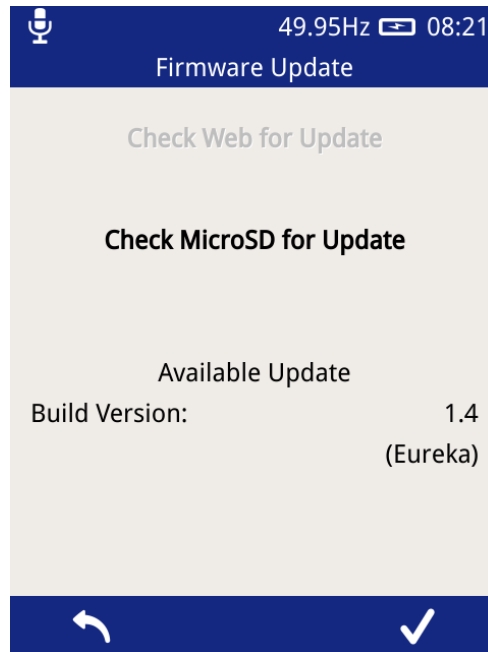 49.95Hz 08:21
Firmware Update
Check Web for Update
Check MicroSD for Update
Available Update
Build Version: 1.4
(Eureka)